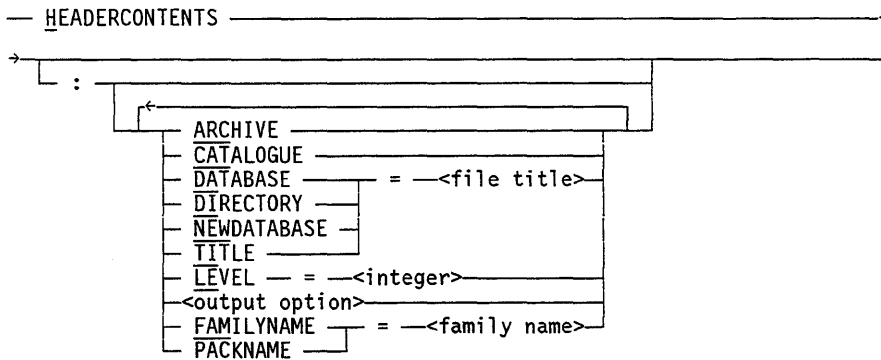 HEADERCONTENTS
:
ARCHIVE
CATALOGUE
DATABASE = <file title>
DIRECTORY
NEWDATABASE
TITLE
LEVEL = <integer>
<output option>
FAMILYNAME = <family name>
PACKNAME